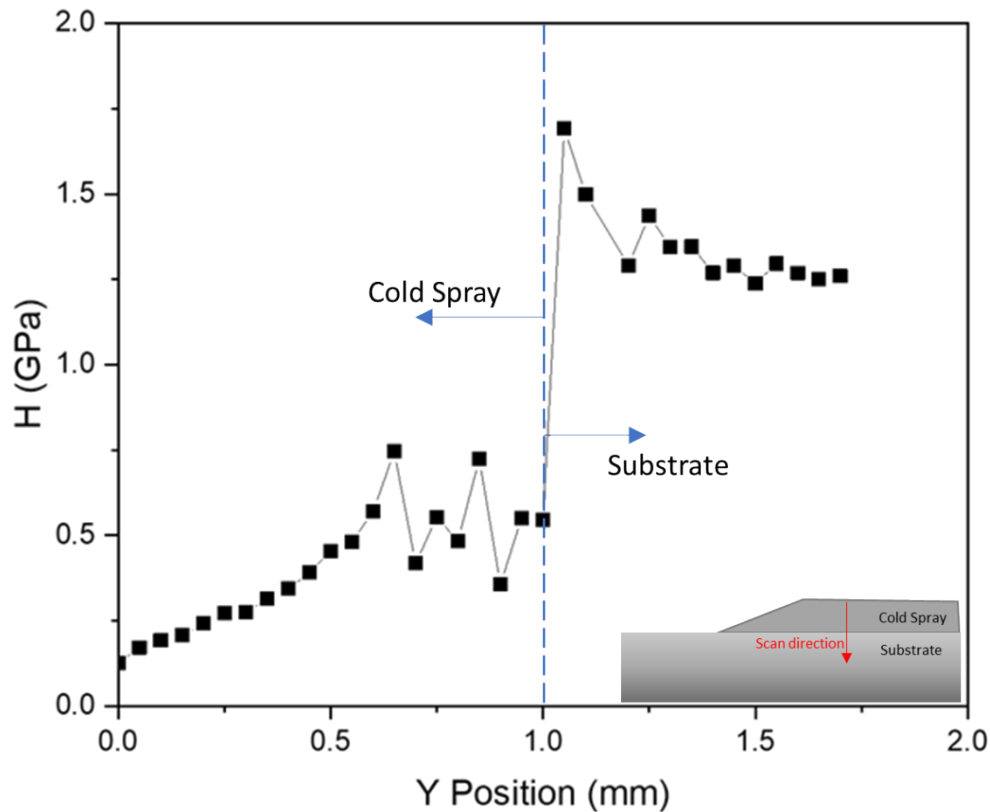 2.0
1.5
1.0
0.5
0.0
H (GPa)
Cold Spray
Substrate
Cold Spray
Scan direction
Substrate
0.0 0.5 1.0 1.5 2.0
Y Position (mm)